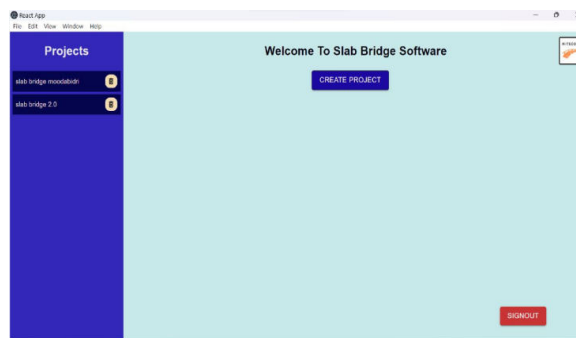 React App
File Edit View Window Help
Projects
slab bridge moodabidri
slab bridge 2.0
Welcome To Slab Bridge Software
CREATE PROJECT
SIGNOUT